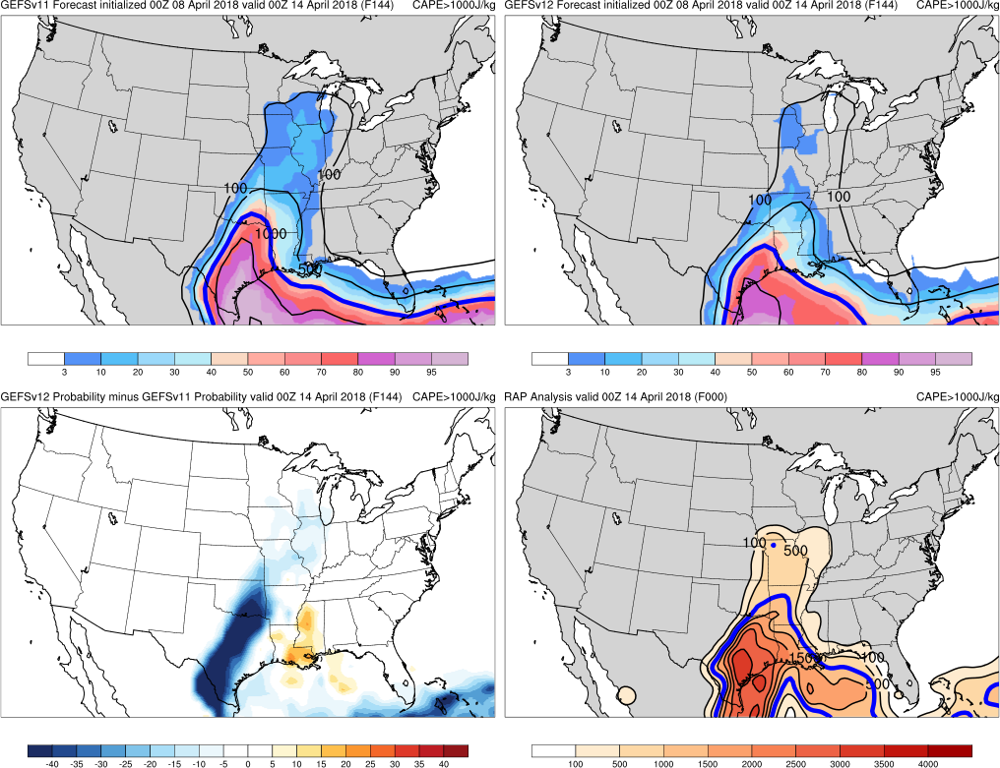 GEFSv11 Forecast initialized 00Z 08 April 2018 valid 00Z 14 April 2018 (F144) CAPE>1000J/kg
100
100
1000
500
3 10 20 30 40 50 60 70 80 90 95
GEFSv12 Forecast initialized 00Z 08 April 2018 valid 00Z 14 April 2018 (F144) CAPE>1000J/kg
100
100
3 10 20 30 40 50 60 70 80 90 95
GEFSv12 Probability minus GEFSv11 Probability valid 00Z 14 April 2018 (F144) CAPE>1000J/kg
-40 -35 -30 -25 -20 -15 -10 -5 0 5 10 15 20 25 30 35 40
RAP Analysis valid 00Z 14 April 2018 (F000) CAPE>1000J/kg
100
500
1500
100
500
100 500 1000 1500 2000 2500 3000 3500 4000